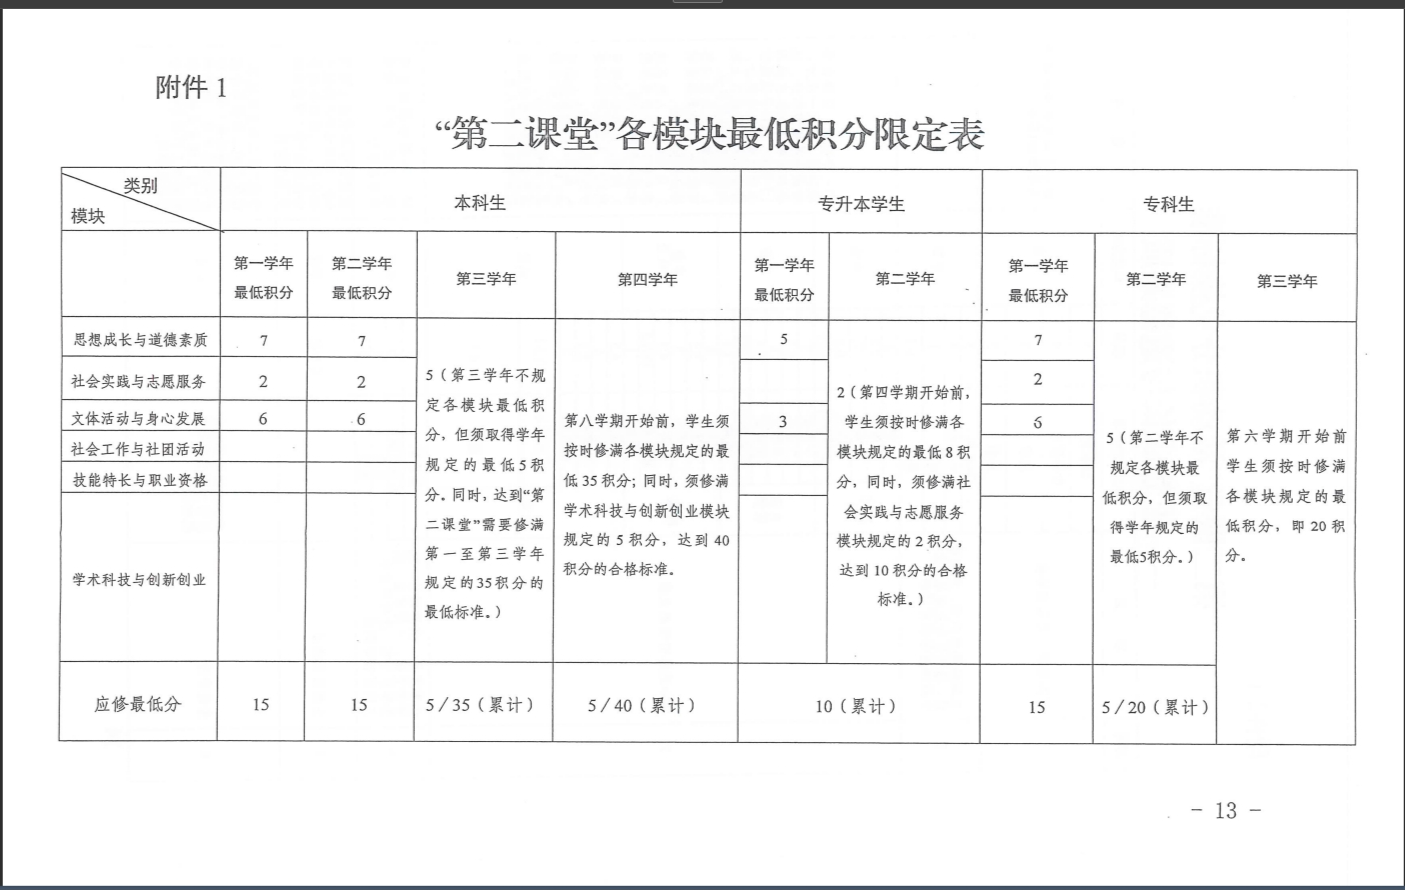 附件 1
“第二课堂”各模块最低积分限定表
类别
模块
本科生
专升本学生
专科生
第一学年
最低积分
第二学年
最低积分
第三学年
第四学年
第一学年
最低积分
第二学年
第一学年
最低积分
第二学年
第三学年
思想成长与道德素质
7
7
5
7
社会实践与志愿服务
2
2
2
文体活动与身心发展
6
6
3
6
社会工作与社团活动
技能特长与职业资格
学术科技与创新创业
5（第三学年不规
定各模块最低积
分，但须取得学年
规定的最低5积
分。同时，达到“第
二课堂”需要修满
第一至第三学年
规定的35积分的
最低标准。）
第八学期开始前，学生须
按时修满各模块规定的最
低 35 积分；同时，须修满
学术科技与创新创业模块
规定的 5 积分，达到 40
积分的合格标准。
2（第四学期开始前，
学生须按时修满各
模块规定的最低 8 积
分，同时，须修满社
会实践与志愿服务
模块规定的 2 积分，
达到 10 积分的合格
标准。）
5（第二学年不
规定各模块最
低积分，但须取
得学年规定的
最低5积分。）
第六学期开始前
学生须按时修满
各模块规定的最
低积分，即 20 积
分。
应修最低分
15
15
5/35（累计）
5/40（累计）
10（累计）
15
5/20（累计）
- 13 -